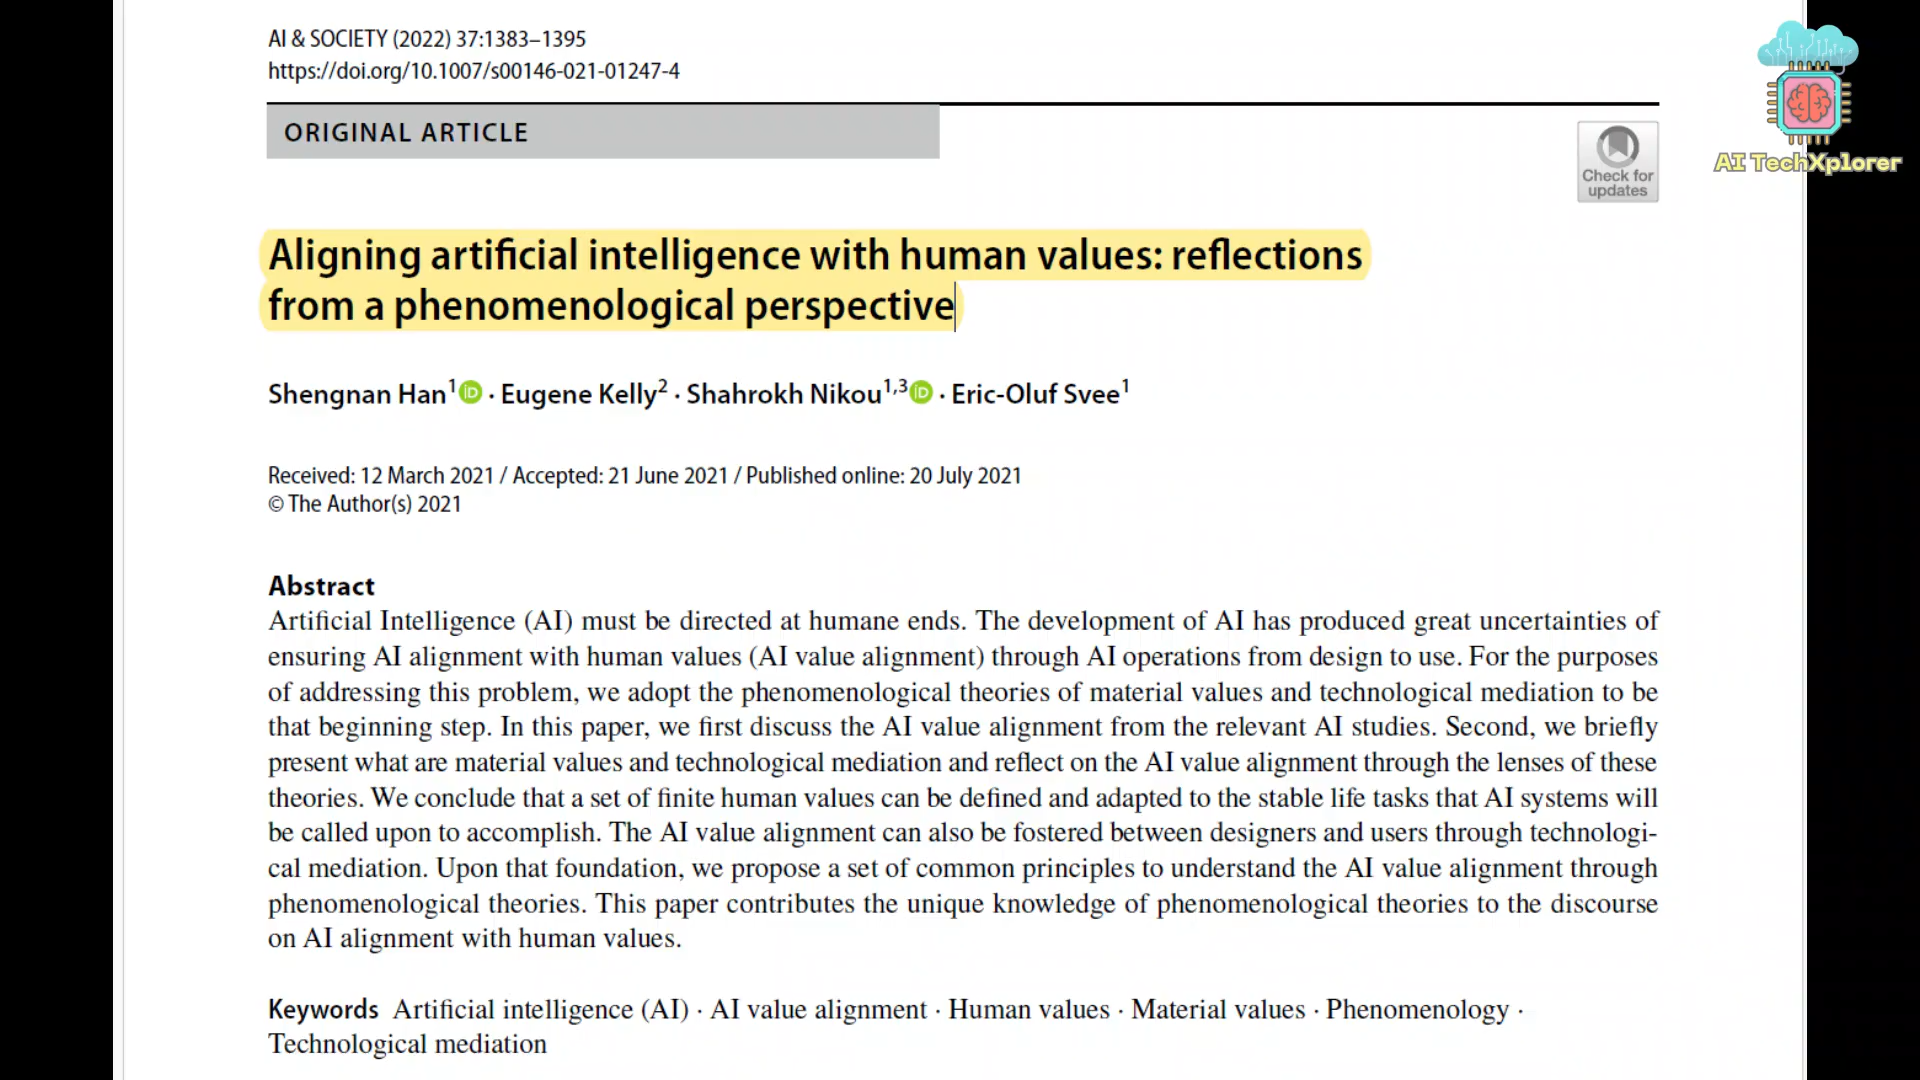 AI & SOCIETY (2022) 37:1383–1395
https://doi.org/10.1007/s00146-021-01247-4
ORIGINAL ARTICLE
Check for
updates
AI TechXplorer
Aligning artificial intelligence with human values: reflections
from a phenomenological perspective
Shengnan Han1 iD · Eugene Kelly2 · Shahrokh Nikou1,3 iD · Eric-Oluf Svee1
Received: 12 March 2021 / Accepted: 21 June 2021 / Published online: 20 July 2021
© The Author(s) 2021
Abstract
Artificial Intelligence (AI) must be directed at humane ends. The development of AI has produced great uncertainties of
ensuring AI alignment with human values (AI value alignment) through AI operations from design to use. For the purposes
of addressing this problem, we adopt the phenomenological theories of material values and technological mediation to be
that beginning step. In this paper, we first discuss the AI value alignment from the relevant AI studies. Second, we briefly
present what are material values and technological mediation and reflect on the AI value alignment through the lenses of these
theories. We conclude that a set of finite human values can be defined and adapted to the stable life tasks that AI systems will
be called upon to accomplish. The AI value alignment can also be fostered between designers and users through technologi-
cal mediation. Upon that foundation, we propose a set of common principles to understand the AI value alignment through
phenomenological theories. This paper contributes the unique knowledge of phenomenological theories to the discourse
on AI alignment with human values.
Keywords Artificial intelligence (AI) · AI value alignment · Human values · Material values · Phenomenology ·
Technological mediation